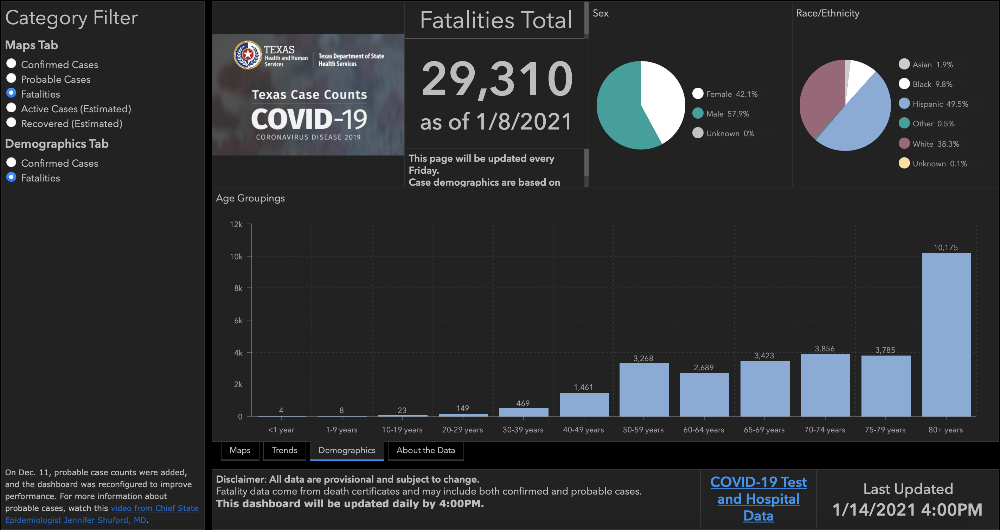 Category Filter
Maps Tab
Confirmed Cases
Probable Cases
Fatalities
Active Cases (Estimated)
Recovered (Estimated)
Demographics Tab
Confirmed Cases
Fatalities
On Dec. 11, probable case counts were added,
and the dashboard was reconfigured to improve
performance. For more information about
probable cases, watch this video from Chief State
Epidemiologist Jennifer Shuford, MD.
TEXAS
Health and Human
Services
Texas Department of State
Health Services
Texas Case Counts
COVID-19
CORONAVIRUS DISEASE 2019
Fatalities Total
29,310
as of 1/8/2021
This page will be updated every
Friday.
Case demographics are based on
Sex
Female 42.1%
Male 57.9%
Unknown 0%
Race/Ethnicity
Asian 1.9%
Black 9.8%
Hispanic 49.5%
Other 0.5%
White 38.3%
Unknown 0.1%
Age Groupings
12k
10k
8k
6k
4k
2k
0
4
8
23
149
469
1,461
3,268
2,689
3,423
3,856
3,785
10,175
<1 year
1-9 years
10-19 years
20-29 years
30-39 years
40-49 years
50-59 years
60-64 years
65-69 years
70-74 years
75-79 years
80+ years
Maps
Trends
Demographics
About the Data
Disclaimer: All data are provisional and subject to change.
Fatality data come from death certificates and may include both confirmed and probable cases.
This dashboard will be updated daily by 4:00PM.
COVID-19 Test
and Hospital
Data
Last Updated
1/14/2021 4:00PM